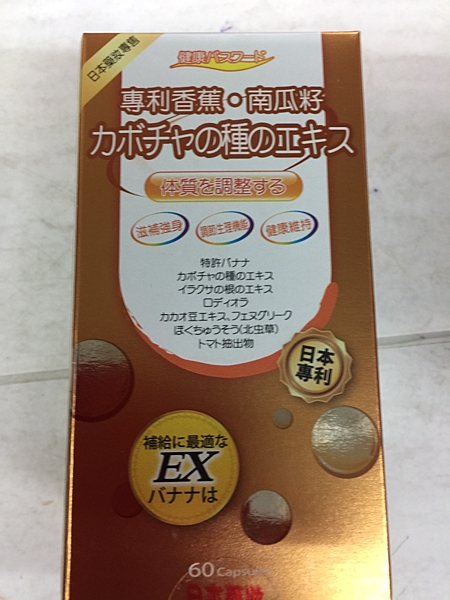 日本藥妝專售
健康パスワード
專利香蕉・南瓜籽
カボチャの種のエキス
体質を調整する
滋補強身
調節生理機能
健康維持
特許バナナ
カボチャの種のエキス
イラクサの根のエキス
ロディオラ
カカオ豆エキス、フェヌグリーク
ほくちゅうそう(北虫草)
トマト抽出物
日本
專利
補給に最適な
EX
バナナは
60 Capsules